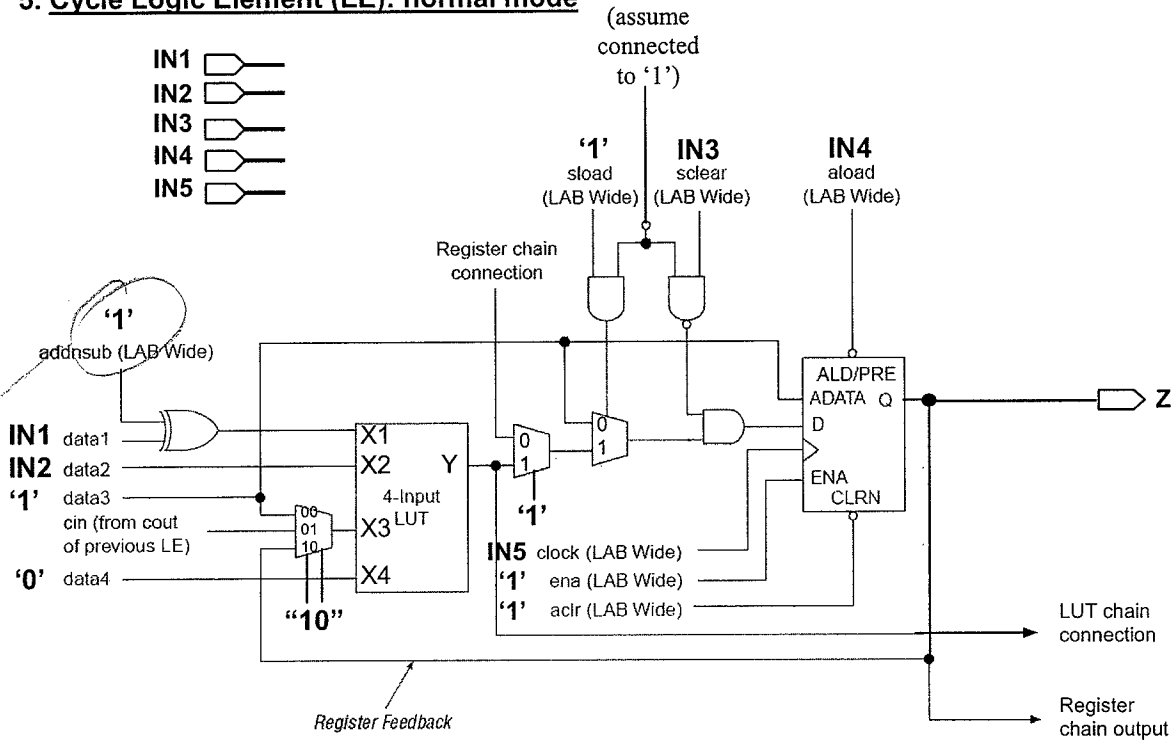 5. Cycle Logic Element (LE): normal mode
(assume
connected
to ‘1’)
IN1
IN2
IN3
IN4
IN5
‘1’
sload
(LAB Wide)
IN3
sclear
(LAB Wide)
IN4
aload
(LAB Wide)
Register chain
connection
‘1’
addnsub (LAB Wide)
ALD/PRE
ADATA Q
D
ENA
CLRN
Z
IN1 data1
IN2 data2
‘1’ data3
cin (from cout
of previous LE)
‘0’ data4
X1
X2
X3
X4
Y
4-Input
LUT
00
01
10
“10”
0
1
‘1’
0
1
IN5 clock (LAB Wide)
‘1’ ena (LAB Wide)
‘1’ aclr (LAB Wide)
LUT chain
connection
Register Feedback
Register
chain output